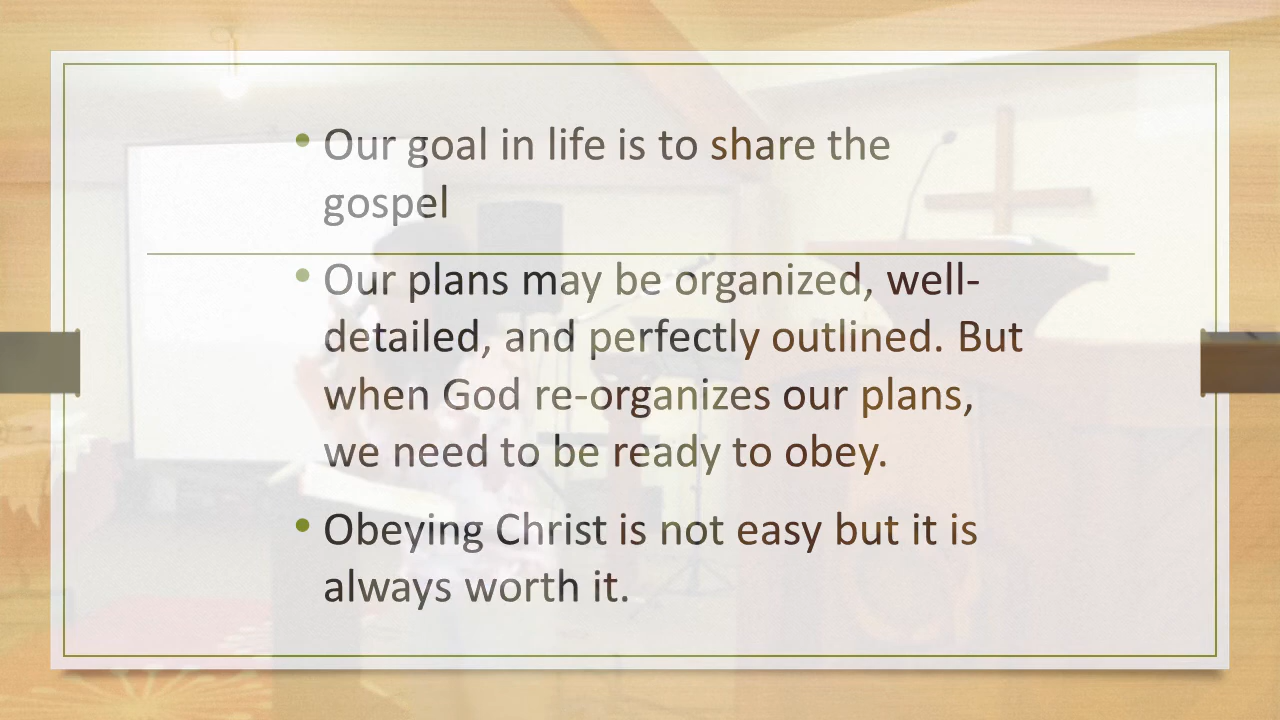 • Our goal in life is to share the
gospel
• Our plans may be organized, well-
detailed, and perfectly outlined. But
when God re-organizes our plans,
we need to be ready to obey.
• Obeying Christ is not easy but it is
always worth it.